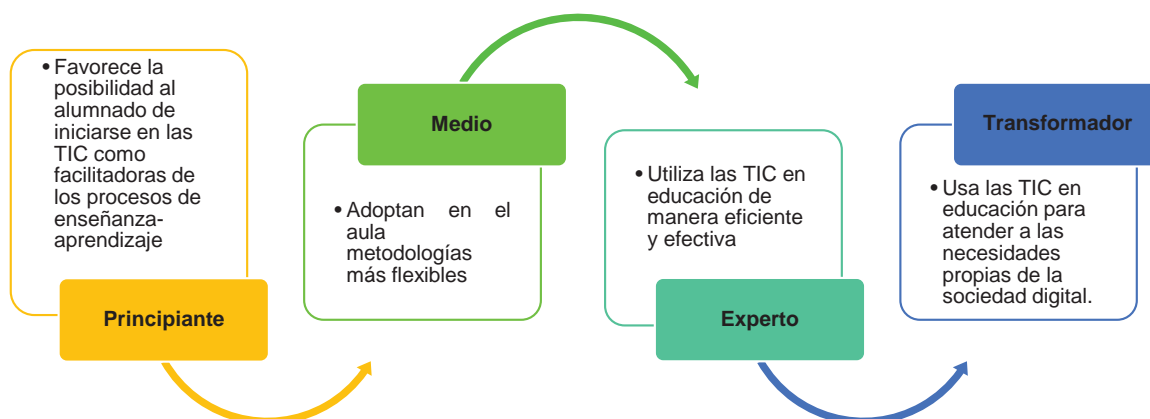 • Favorece la
posibilidad al
alumnado de
iniciarse en las
TIC como
facilitadoras de
los procesos de
enseñanza-
aprendizaje
Principiante
Medio
• Adoptan en el
aula
metodologías
más flexibles
• Utiliza las TIC en
educación de
manera eficiente
y efectiva
Experto
Transformador
• Usa las TIC en
educación para
atender a las
necesidades
propias de la
sociedad digital.